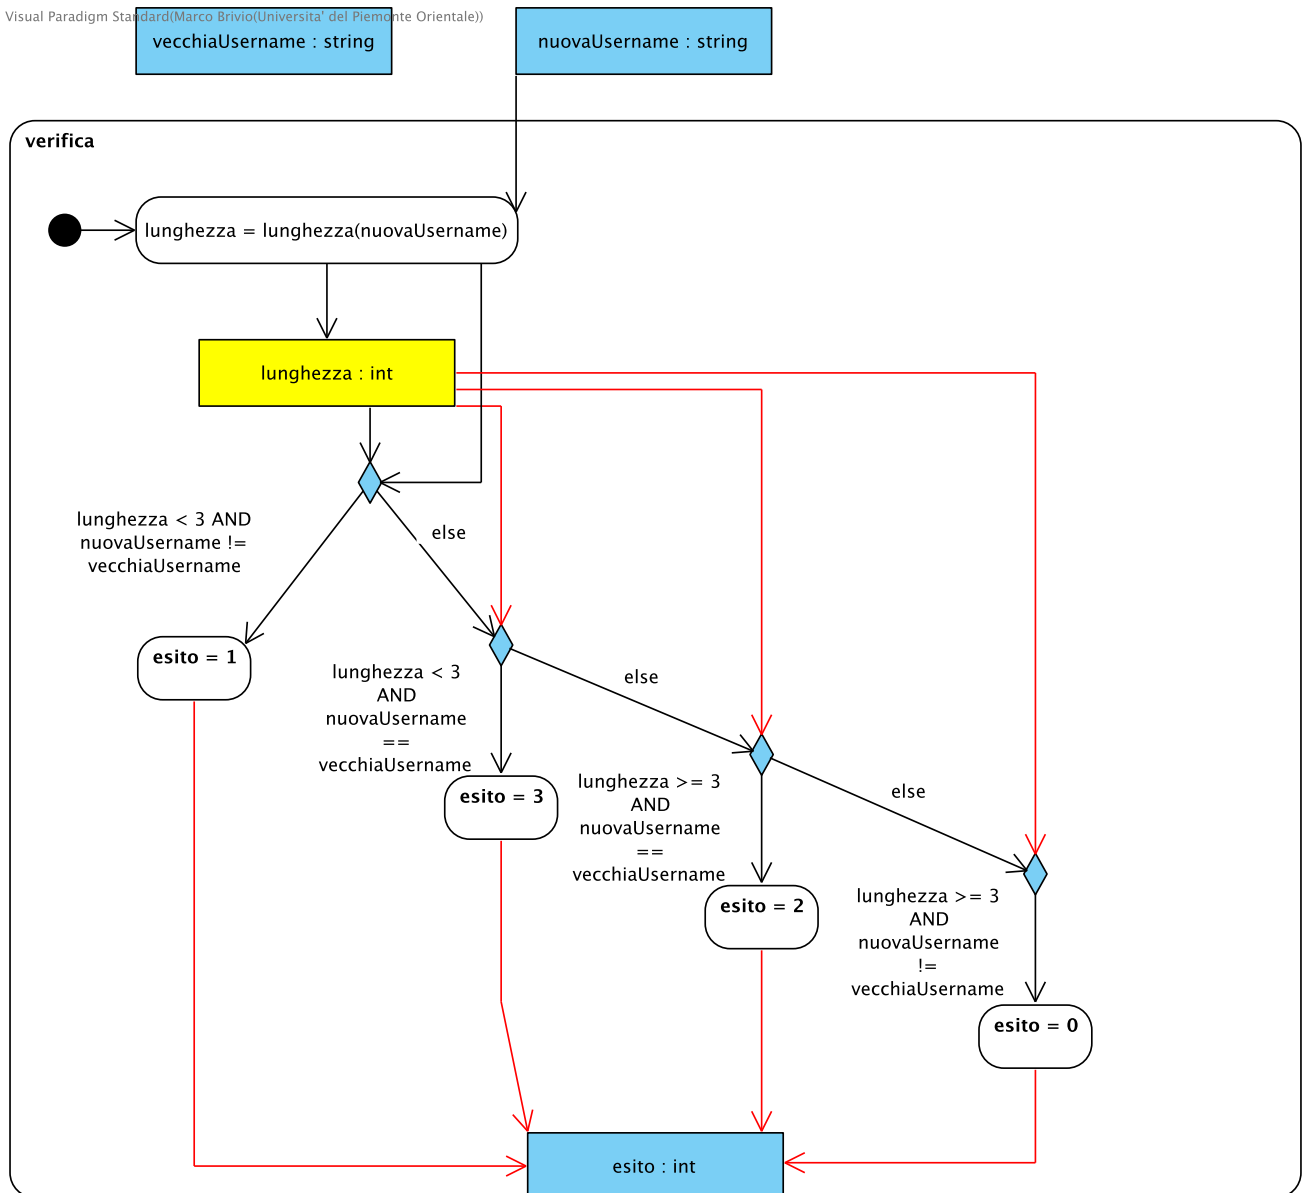 Visual Paradigm Standard(Marco Brivio(Universita' del Piemonte Orientale))
vecchiaUsername : string
nuovaUsername : string
verifica
lunghezza = lunghezza(nuovaUsername)
lunghezza : int
lunghezza < 3 AND
nuovaUsername !=
vecchiaUsername
else
esito = 1
lunghezza < 3
AND
nuovaUsername
==
vecchiaUsername
else
esito = 3
lunghezza >= 3
AND
nuovaUsername
==
vecchiaUsername
else
esito = 2
lunghezza >= 3
AND
nuovaUsername
!=
vecchiaUsername
esito = 0
esito : int